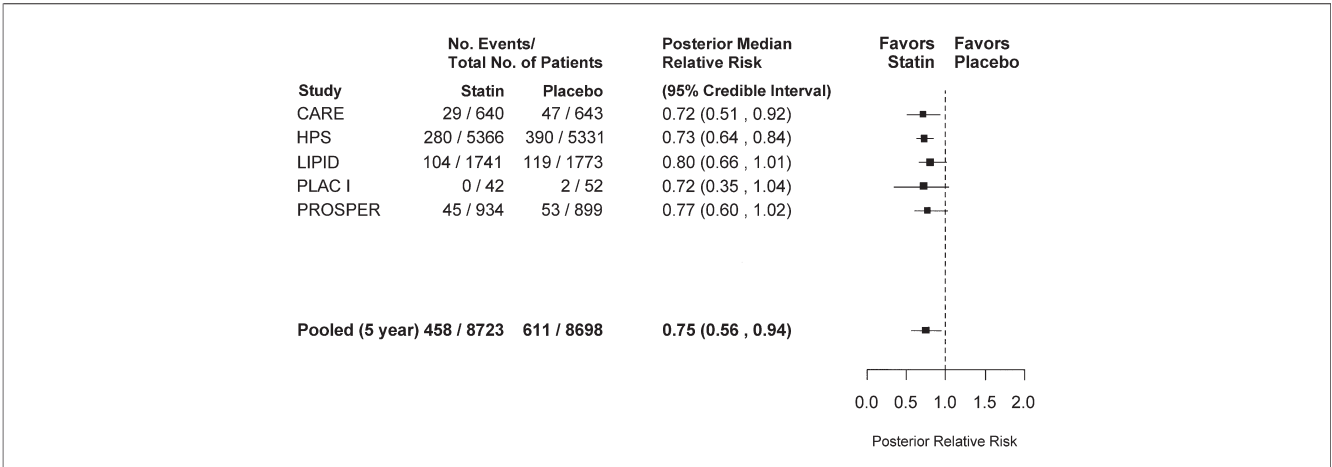 No. Events/ Posterior Median Favors Favors
Total No. of Patients Relative Risk Statin Placebo
Study Statin Placebo (95% Credible Interval)
CARE 29 / 640 47 / 643 0.72 (0.51 , 0.92)
HPS 280 / 5366 390 / 5331 0.73 (0.64 , 0.84)
LIPID 104 / 1741 119 / 1773 0.80 (0.66 , 1.01)
PLAC I 0 / 42 2 / 52 0.72 (0.35 , 1.04)
PROSPER 45 / 934 53 / 899 0.77 (0.60 , 1.02)
Pooled (5 year) 458 / 8723 611 / 8698 0.75 (0.56 , 0.94)
0.0 0.5 1.0 1.5 2.0
Posterior Relative Risk